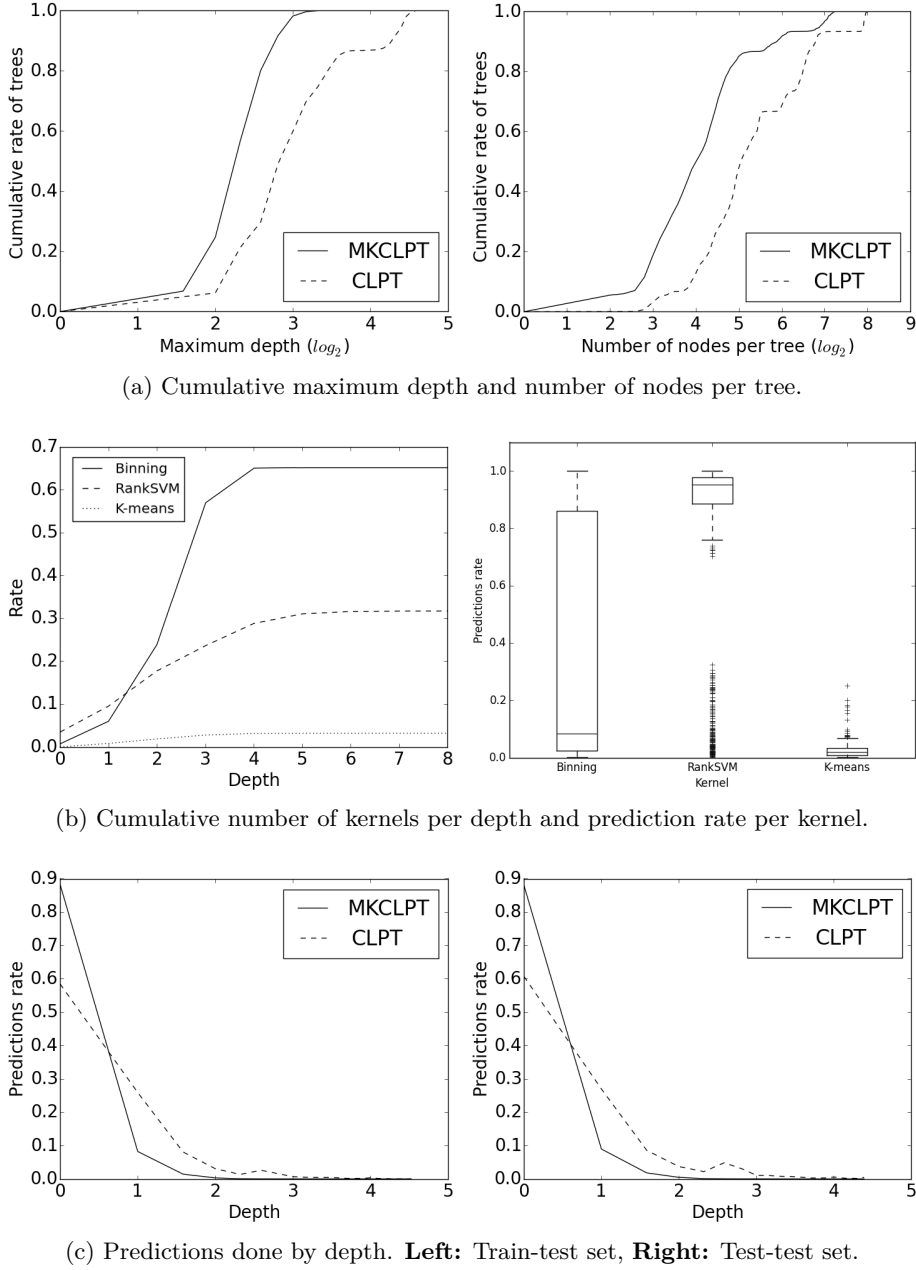 1.0
0.8
0.6
0.4
0.2
0.0
Cumulative rate of trees
MKCLPT
CLPT
0 1 2 3 4 5
Maximum depth (log2)
1.0
0.8
0.6
0.4
0.2
0.0
Cumulative rate of trees
MKCLPT
CLPT
0 1 2 3 4 5 6 7 8 9
Number of nodes per tree (log2)
(a) Cumulative maximum depth and number of nodes per tree.
0.7
0.6
0.5
0.4
0.3
0.2
0.1
0.0
Rate
Binning
RankSVM
K-means
0 1 2 3 4 5 6 7 8
Depth
1.0
0.8
0.6
0.4
0.2
0.0
Predictions rate
Binning RankSVM K-means
Kernel
(b) Cumulative number of kernels per depth and prediction rate per kernel.
0.9
0.8
0.7
0.6
0.5
0.4
0.3
0.2
0.1
0.0
Predictions rate
MKCLPT
CLPT
0 1 2 3 4 5
Depth
0.9
0.8
0.7
0.6
0.5
0.4
0.3
0.2
0.1
0.0
Predictions rate
MKCLPT
CLPT
0 1 2 3 4 5
Depth
(c) Predictions done by depth. Left: Train-test set, Right: Test-test set.